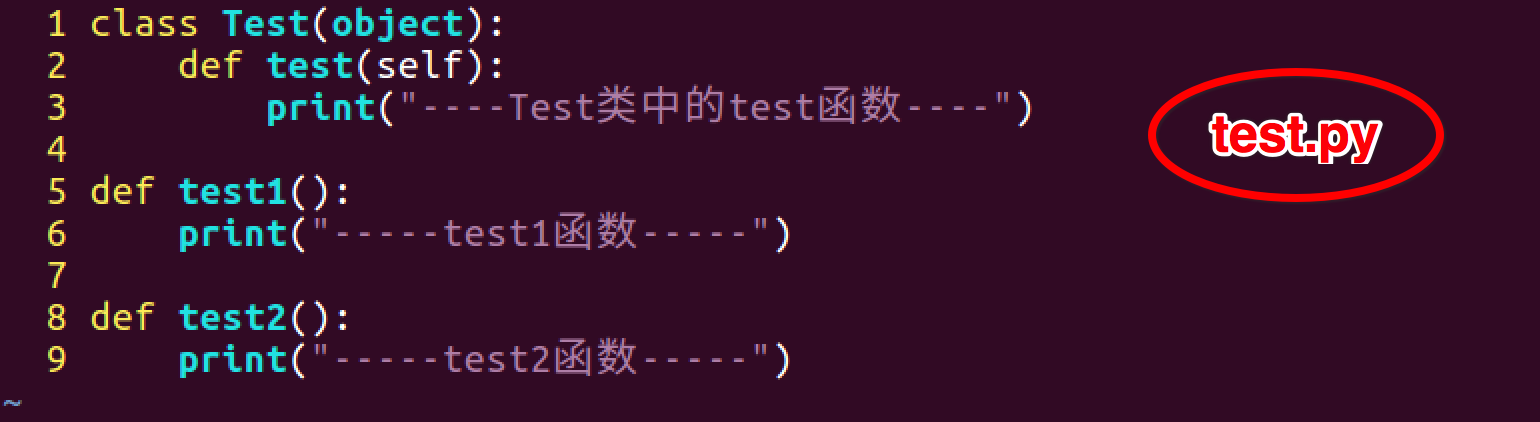 1 class Test(object):
2     def test(self):
3         print("----Test类中的test函数----")
test.py
4
5 def test1():
6     print("-----test1函数-----")
7
8 def test2():
9     print("-----test2函数-----")
~